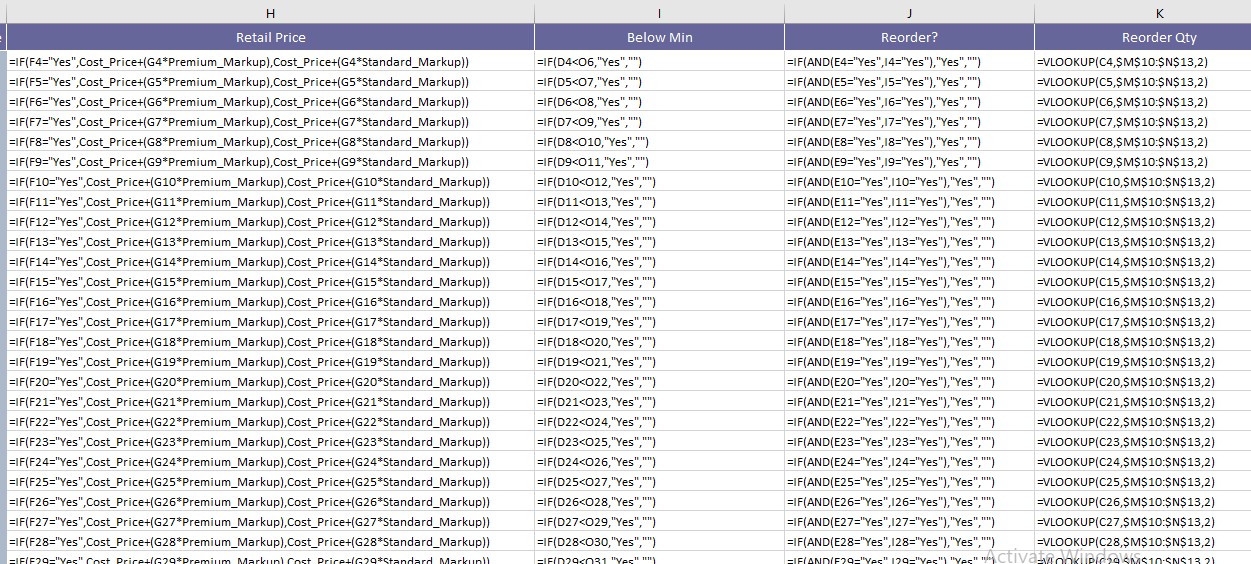 H I J K
Retail Price Below Min Reorder? Reorder Qty
=IF(F4="Yes",Cost_Price+(G4*Premium_Markup),Cost_Price+(G4*Standard_Markup)) =IF(D4<O6,"Yes","") =IF(AND(E4="Yes",I4="Yes"),"Yes","") =VLOOKUP(C4,$M$10:$N$13,2)
=IF(F5="Yes",Cost_Price+(G5*Premium_Markup),Cost_Price+(G5*Standard_Markup)) =IF(D5<O7,"Yes","") =IF(AND(E5="Yes",I5="Yes"),"Yes","") =VLOOKUP(C5,$M$10:$N$13,2)
=IF(F6="Yes",Cost_Price+(G6*Premium_Markup),Cost_Price+(G6*Standard_Markup)) =IF(D6<O8,"Yes","") =IF(AND(E6="Yes",I6="Yes"),"Yes","") =VLOOKUP(C6,$M$10:$N$13,2)
=IF(F7="Yes",Cost_Price+(G7*Premium_Markup),Cost_Price+(G7*Standard_Markup)) =IF(D7<O9,"Yes","") =IF(AND(E7="Yes",I7="Yes"),"Yes","") =VLOOKUP(C7,$M$10:$N$13,2)
=IF(F8="Yes",Cost_Price+(G8*Premium_Markup),Cost_Price+(G8*Standard_Markup)) =IF(D8<O10,"Yes","") =IF(AND(E8="Yes",I8="Yes"),"Yes","") =VLOOKUP(C8,$M$10:$N$13,2)
=IF(F9="Yes",Cost_Price+(G9*Premium_Markup),Cost_Price+(G9*Standard_Markup)) =IF(D9<O11,"Yes","") =IF(AND(E9="Yes",I9="Yes"),"Yes","") =VLOOKUP(C9,$M$10:$N$13,2)
=IF(F10="Yes",Cost_Price+(G10*Premium_Markup),Cost_Price+(G10*Standard_Markup)) =IF(D10<O12,"Yes","") =IF(AND(E10="Yes",I10="Yes"),"Yes","") =VLOOKUP(C10,$M$10:$N$13,2)
=IF(F11="Yes",Cost_Price+(G11*Premium_Markup),Cost_Price+(G11*Standard_Markup)) =IF(D11<O13,"Yes","") =IF(AND(E11="Yes",I11="Yes"),"Yes","") =VLOOKUP(C11,$M$10:$N$13,2)
=IF(F12="Yes",Cost_Price+(G12*Premium_Markup),Cost_Price+(G12*Standard_Markup)) =IF(D12<O14,"Yes","") =IF(AND(E12="Yes",I12="Yes"),"Yes","") =VLOOKUP(C12,$M$10:$N$13,2)
=IF(F13="Yes",Cost_Price+(G13*Premium_Markup),Cost_Price+(G13*Standard_Markup)) =IF(D13<O15,"Yes","") =IF(AND(E13="Yes",I13="Yes"),"Yes","") =VLOOKUP(C13,$M$10:$N$13,2)
=IF(F14="Yes",Cost_Price+(G14*Premium_Markup),Cost_Price+(G14*Standard_Markup)) =IF(D14<O16,"Yes","") =IF(AND(E14="Yes",I14="Yes"),"Yes","") =VLOOKUP(C14,$M$10:$N$13,2)
=IF(F15="Yes",Cost_Price+(G15*Premium_Markup),Cost_Price+(G15*Standard_Markup)) =IF(D15<O17,"Yes","") =IF(AND(E15="Yes",I15="Yes"),"Yes","") =VLOOKUP(C15,$M$10:$N$13,2)
=IF(F16="Yes",Cost_Price+(G16*Premium_Markup),Cost_Price+(G16*Standard_Markup)) =IF(D16<O18,"Yes","") =IF(AND(E16="Yes",I16="Yes"),"Yes","") =VLOOKUP(C16,$M$10:$N$13,2)
=IF(F17="Yes",Cost_Price+(G17*Premium_Markup),Cost_Price+(G17*Standard_Markup)) =IF(D17<O19,"Yes","") =IF(AND(E17="Yes",I17="Yes"),"Yes","") =VLOOKUP(C17,$M$10:$N$13,2)
=IF(F18="Yes",Cost_Price+(G18*Premium_Markup),Cost_Price+(G18*Standard_Markup)) =IF(D18<O20,"Yes","") =IF(AND(E18="Yes",I18="Yes"),"Yes","") =VLOOKUP(C18,$M$10:$N$13,2)
=IF(F19="Yes",Cost_Price+(G19*Premium_Markup),Cost_Price+(G19*Standard_Markup)) =IF(D19<O21,"Yes","") =IF(AND(E19="Yes",I19="Yes"),"Yes","") =VLOOKUP(C19,$M$10:$N$13,2)
=IF(F20="Yes",Cost_Price+(G20*Premium_Markup),Cost_Price+(G20*Standard_Markup)) =IF(D20<O22,"Yes","") =IF(AND(E20="Yes",I20="Yes"),"Yes","") =VLOOKUP(C20,$M$10:$N$13,2)
=IF(F21="Yes",Cost_Price+(G21*Premium_Markup),Cost_Price+(G21*Standard_Markup)) =IF(D21<O23,"Yes","") =IF(AND(E21="Yes",I21="Yes"),"Yes","") =VLOOKUP(C21,$M$10:$N$13,2)
=IF(F22="Yes",Cost_Price+(G22*Premium_Markup),Cost_Price+(G22*Standard_Markup)) =IF(D22<O24,"Yes","") =IF(AND(E22="Yes",I22="Yes"),"Yes","") =VLOOKUP(C22,$M$10:$N$13,2)
=IF(F23="Yes",Cost_Price+(G23*Premium_Markup),Cost_Price+(G23*Standard_Markup)) =IF(D23<O25,"Yes","") =IF(AND(E23="Yes",I23="Yes"),"Yes","") =VLOOKUP(C23,$M$10:$N$13,2)
=IF(F24="Yes",Cost_Price+(G24*Premium_Markup),Cost_Price+(G24*Standard_Markup)) =IF(D24<O26,"Yes","") =IF(AND(E24="Yes",I24="Yes"),"Yes","") =VLOOKUP(C24,$M$10:$N$13,2)
=IF(F25="Yes",Cost_Price+(G25*Premium_Markup),Cost_Price+(G25*Standard_Markup)) =IF(D25<O27,"Yes","") =IF(AND(E25="Yes",I25="Yes"),"Yes","") =VLOOKUP(C25,$M$10:$N$13,2)
=IF(F26="Yes",Cost_Price+(G26*Premium_Markup),Cost_Price+(G26*Standard_Markup)) =IF(D26<O28,"Yes","") =IF(AND(E26="Yes",I26="Yes"),"Yes","") =VLOOKUP(C26,$M$10:$N$13,2)
=IF(F27="Yes",Cost_Price+(G27*Premium_Markup),Cost_Price+(G27*Standard_Markup)) =IF(D27<O29,"Yes","") =IF(AND(E27="Yes",I27="Yes"),"Yes","") =VLOOKUP(C27,$M$10:$N$13,2)
=IF(F28="Yes",Cost_Price+(G28*Premium_Markup),Cost_Price+(G28*Standard_Markup)) =IF(D28<O30,"Yes","") =IF(AND(E28="Yes",I28="Yes"),"Yes","") =VLOOKUP(C28,$M$10:$N$13,2)
=IF(F29="Yes",Cost_Price+(G29*Premium_Markup),Cost_Price+(G29*Standard_Markup)) =IF(D29<O31,"Yes","") =IF(AND(E29="Yes",I29="Yes"),"Yes","") =VLOOKUP(C29,$M$10:$N$13,2)
Activate Windows